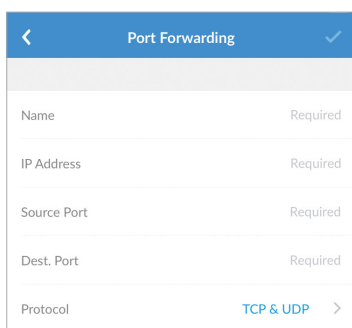 Port Forwarding
Name Required
IP Address Required
Source Port Required
Dest. Port Required
Protocol TCP & UDP